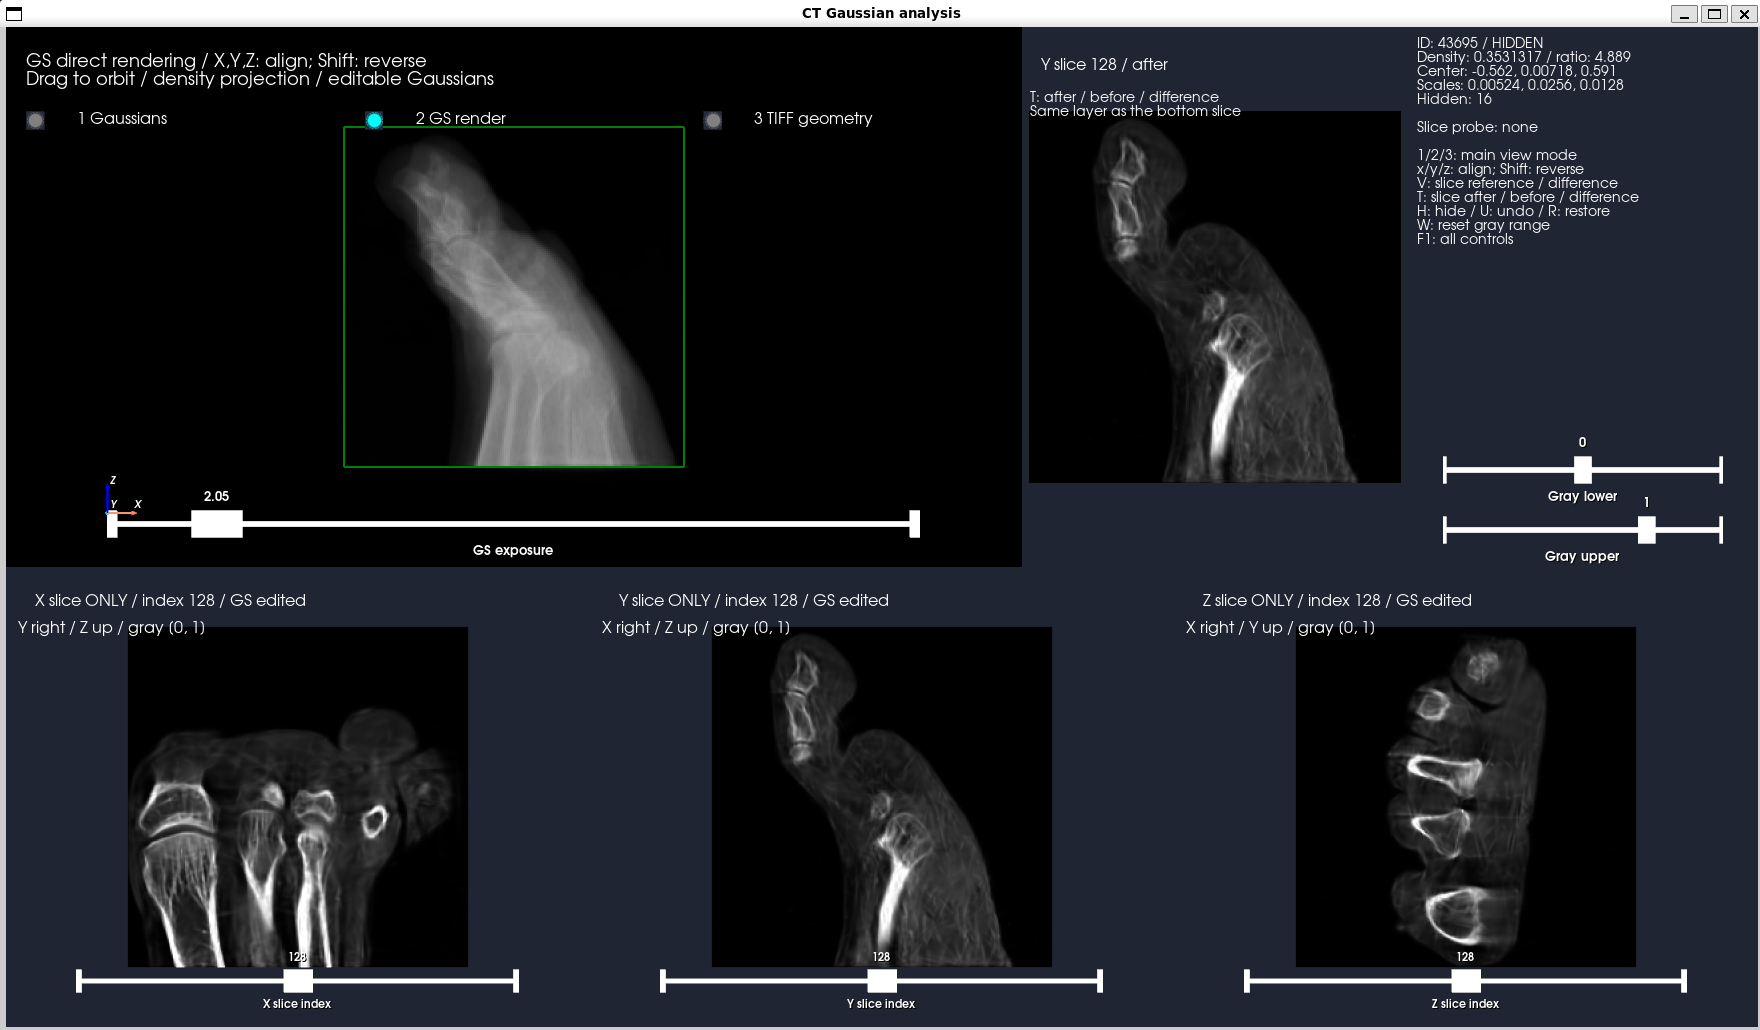 CT Gaussian analysis
GS direct rendering / X,Y,Z: align; Shift: reverse
Drag to orbit / density projection / editable Gaussians
1 Gaussians
2 GS render
3 TIFF geometry
Z
Y
X
2.05
GS exposure
Y slice 128 / after
T: after / before / difference
Same layer as the bottom slice
ID: 43695 / HIDDEN
Density: 0.3531317 / ratio: 4.889
Center: -0.562, 0.00718, 0.591
Scales: 0.00524, 0.0256, 0.0128
Hidden: 16
Slice probe: none
1/2/3: main view mode
x/y/z: align; Shift: reverse
V: slice reference / difference
T: slice after / before / difference
H: hide / U: undo / R: restore
W: reset gray range
F1: all controls
0
Gray lower
1
Gray upper
X slice ONLY / index 128 / GS edited
Y right / Z up / gray [0, 1]
128
X slice index
Y slice ONLY / index 128 / GS edited
X right / Z up / gray [0, 1]
128
Y slice index
Z slice ONLY / index 128 / GS edited
X right / Y up / gray [0, 1]
128
Z slice index